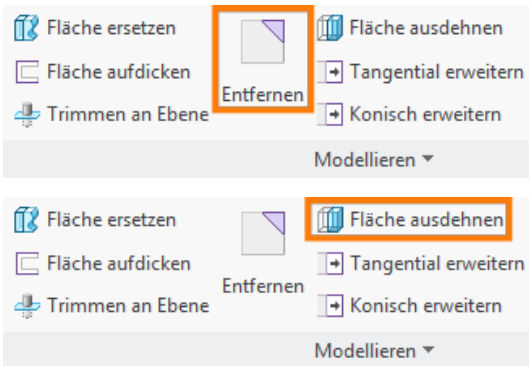 Fläche ersetzen
Fläche aufdicken
Trimmen an Ebene
Entfernen
Fläche ausdehnen
Tangential erweitern
Konisch erweitern
Modellieren
Fläche ersetzen
Fläche aufdicken
Trimmen an Ebene
Entfernen
Fläche ausdehnen
Tangential erweitern
Konisch erweitern
Modellieren